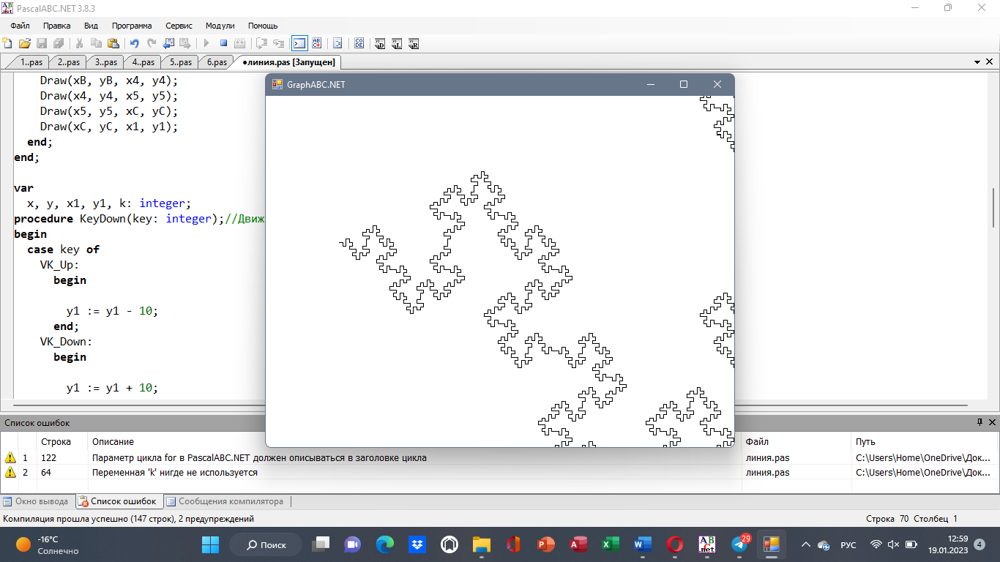 PascalABC.NET 3.8.3
Файл Правка Вид Программа Сервис Модули Помощь
1..pas 2..pas 3..pas 4..pas 5..pas 6.pas •линия.pas [Запущен]
GraphABC.NET
Draw(xB, yB, x4, y4);
Draw(x4, y4, x5, y5);
Draw(x5, y5, xC, yC);
Draw(xC, yC, x1, y1);
end;
end;
var
x, y, x1, y1, k: integer;
procedure KeyDown(key: integer);//Движ
begin
case key of
VK_Up:
begin
y1 := y1 - 10;
end;
VK_Down:
begin
y1 := y1 + 10;
Список ошибок
Строка Описание Файл Путь
1 122 Параметр цикла for в PascalABC.NET должен описываться в заголовке цикла линия.pas C:\Users\Home\OneDrive\Док...
2 64 Переменная 'k' нигде не используется линия.pas C:\Users\Home\OneDrive\Док...
Окно вывода Список ошибок Сообщения компилятора
Компиляция прошла успешно (147 строк), 2 предупреждений Строка 70 Столбец 1
-16°C
Солнечно
Поиск
29
РУС
12:59
19.01.2023
4